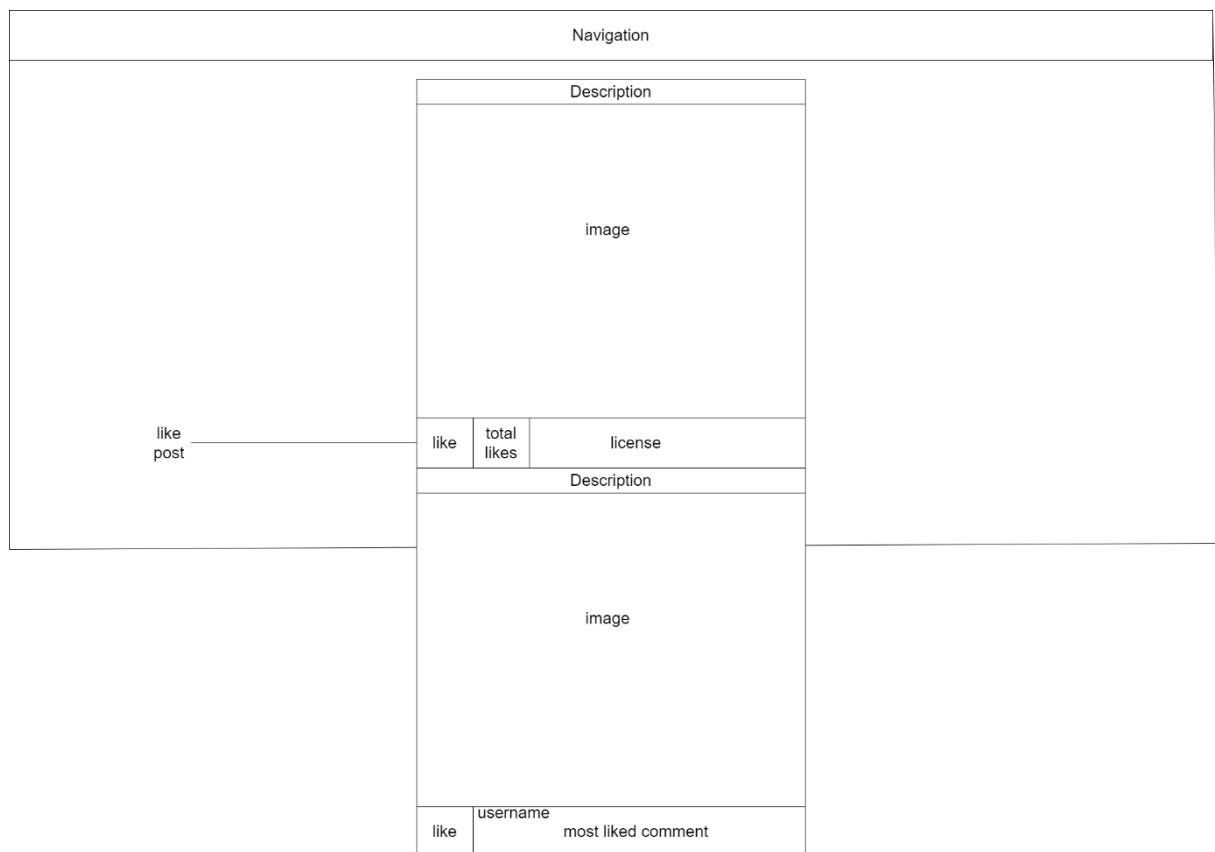 Navigation
Description
image
like
post
like
total
likes
license
Description
image
like
username
most liked comment